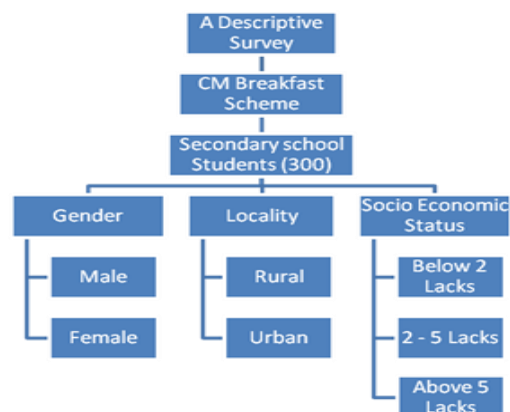 A Descriptive
Survey
CM Breakfast
Scheme
Secondary school
Students (300)
Gender
Male
Female
Locality
Rural
Urban
Socio Economic
Status
Below 2
Lacks
2 - 5 Lacks
Above 5
Lacks